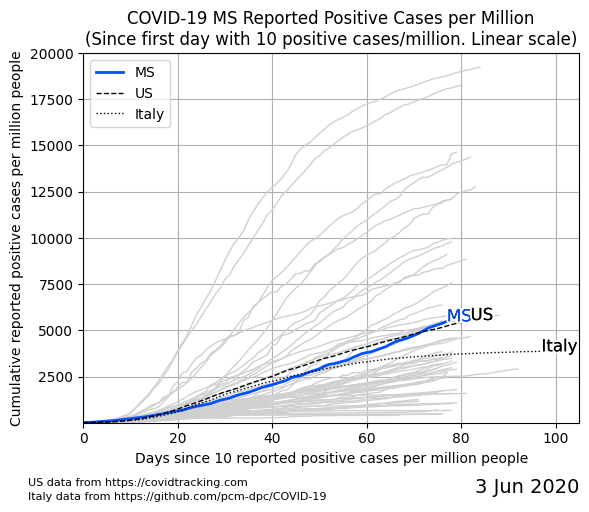 COVID-19 MS Reported Positive Cases per Million
(Since first day with 10 positive cases/million. Linear scale)
Cumulative reported positive cases per million people
20000
17500
15000
12500
10000
7500
5000
2500
MS
US
Italy
MS
US
Italy
0
20
40
60
80
100
Days since 10 reported positive cases per million people
US data from https://covidtracking.com
Italy data from https://github.com/pcm-dpc/COVID-19
3 Jun 2020